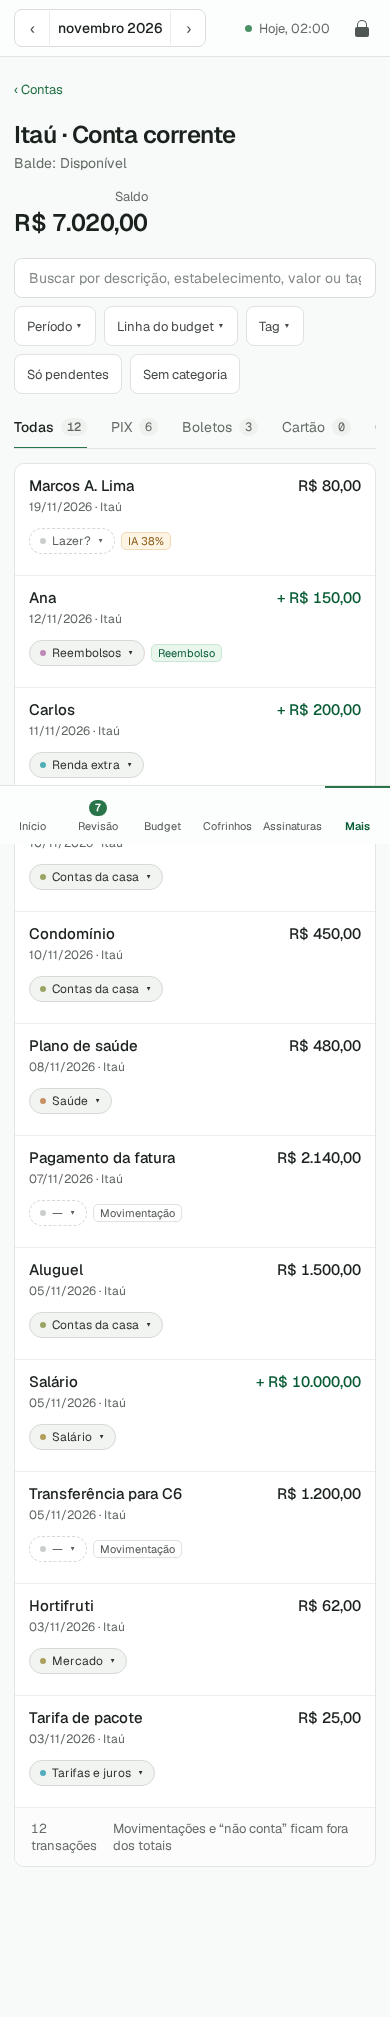 ‹ novembro 2026 › Hoje, 02:00
‹ Contas
Itaú · Conta corrente
Balde: Disponível
Saldo
R$ 7.020,00
Buscar por descrição, estabelecimento, valor ou tag
Período ▾ Linha do budget ▾ Tag ▾
Só pendentes Sem categoria
Todas 12 PIX 6 Boletos 3 Cartão 0
Marcos A. Lima R$ 80,00
19/11/2026 · Itaú
Lazer? ▾ IA 38%
Ana + R$ 150,00
12/11/2026 · Itaú
Reembolsos ▾ Reembolso
Carlos + R$ 200,00
11/11/2026 · Itaú
Renda extra ▾
7
Início Revisão Budget Cofrinhos Assinaturas Mais
10/11/2026 · Itaú
Contas da casa ▾
Condomínio R$ 450,00
10/11/2026 · Itaú
Contas da casa ▾
Plano de saúde R$ 480,00
08/11/2026 · Itaú
Saúde ▾
Pagamento da fatura R$ 2.140,00
07/11/2026 · Itaú
— ▾ Movimentação
Aluguel R$ 1.500,00
05/11/2026 · Itaú
Contas da casa ▾
Salário + R$ 10.000,00
05/11/2026 · Itaú
Salário ▾
Transferência para C6 R$ 1.200,00
05/11/2026 · Itaú
— ▾ Movimentação
Hortifruti R$ 62,00
03/11/2026 · Itaú
Mercado ▾
Tarifa de pacote R$ 25,00
03/11/2026 · Itaú
Tarifas e juros ▾
12 transações
Movimentações e “não conta” ficam fora
dos totais